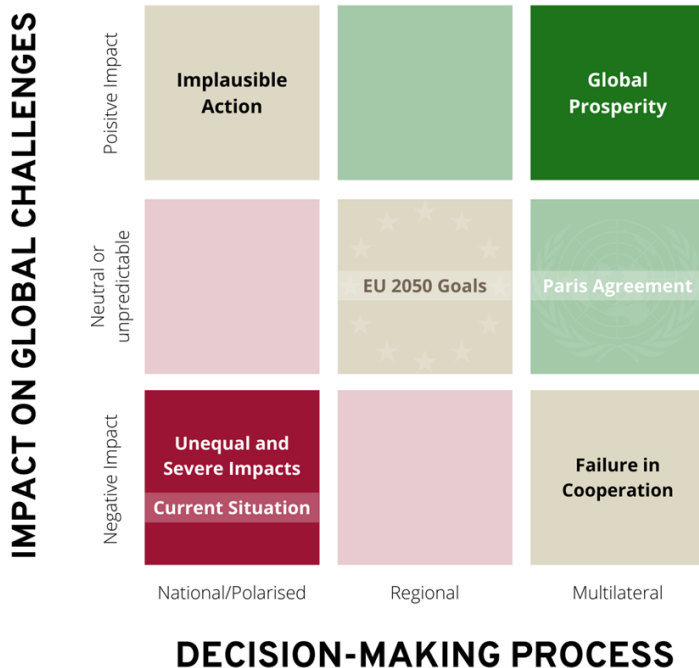 IMPACT ON GLOBAL CHALLENGES
Poisitve Impact
Implausible
Action
Global
Prosperity
Neutral or
unpredictable
EU 2050 Goals
Paris Agreement
Negative Impact
Unequal and
Severe Impacts
Current Situation
Failure in
Cooperation
National/Polarised
Regional
Multilateral
DECISION-MAKING PROCESS